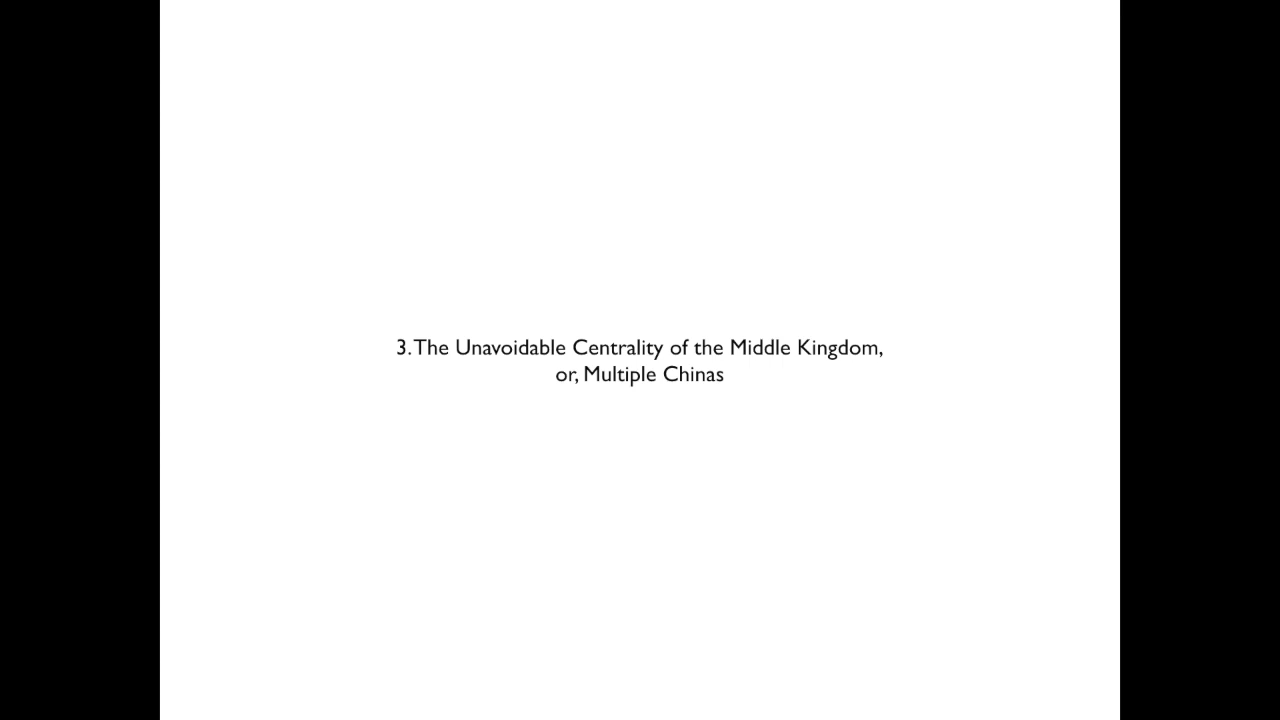 3. The Unavoidable Centrality of the Middle Kingdom,
or, Multiple Chinas